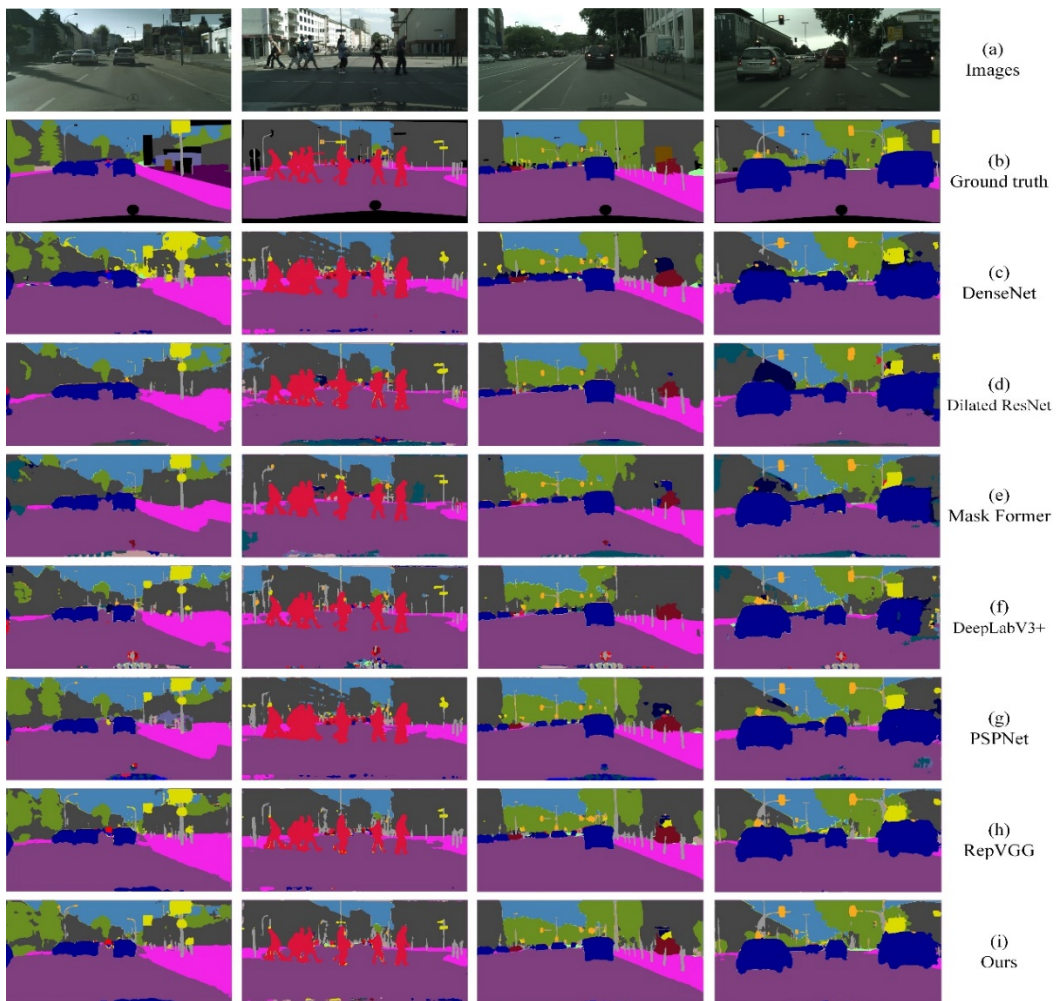 (a)
Images
(b)
Ground truth
(c)
DenseNet
(d)
Dilated ResNet
(e)
Mask Former
(f)
DeepLabV3+
(g)
PSPNet
(h)
RepVGG
(i)
Ours